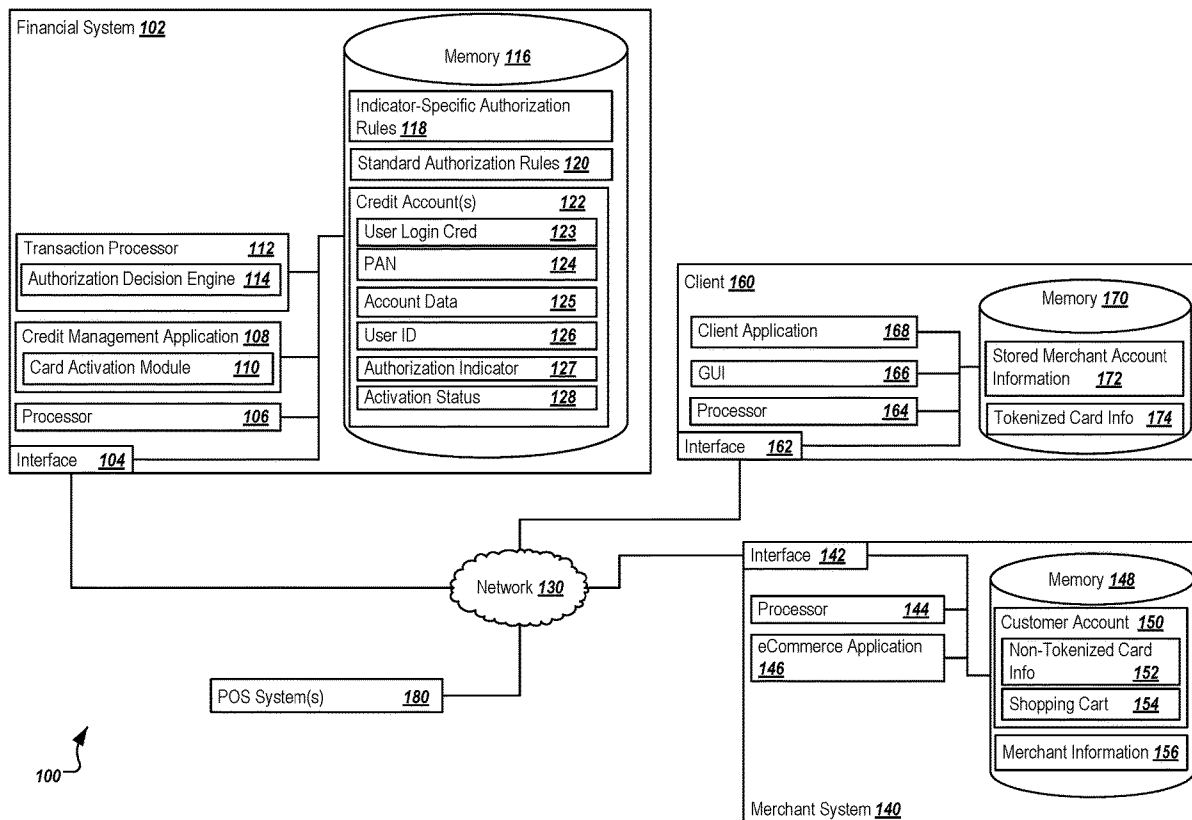 Financial System 102
Memory 116
Indicator-Specific Authorization
Rules 118
Standard Authorization Rules 120
Credit Account(s) 122
User Login Cred 123
PAN 124
Account Data 125
User ID 126
Authorization Indicator 127
Activation Status 128
Transaction Processor 112
Authorization Decision Engine 114
Credit Management Application 108
Card Activation Module 110
Processor 106
Interface 104
Client 160
Memory 170
Client Application 168
GUI 166
Processor 164
Interface 162
Stored Merchant Account
Information 172
Tokenized Card Info 174
Network 130
POS System(s) 180
100
Interface 142
Processor 144
eCommerce Application
146
Memory 148
Customer Account 150
Non-Tokenized Card
Info 152
Shopping Cart 154
Merchant Information 156
Merchant System 140